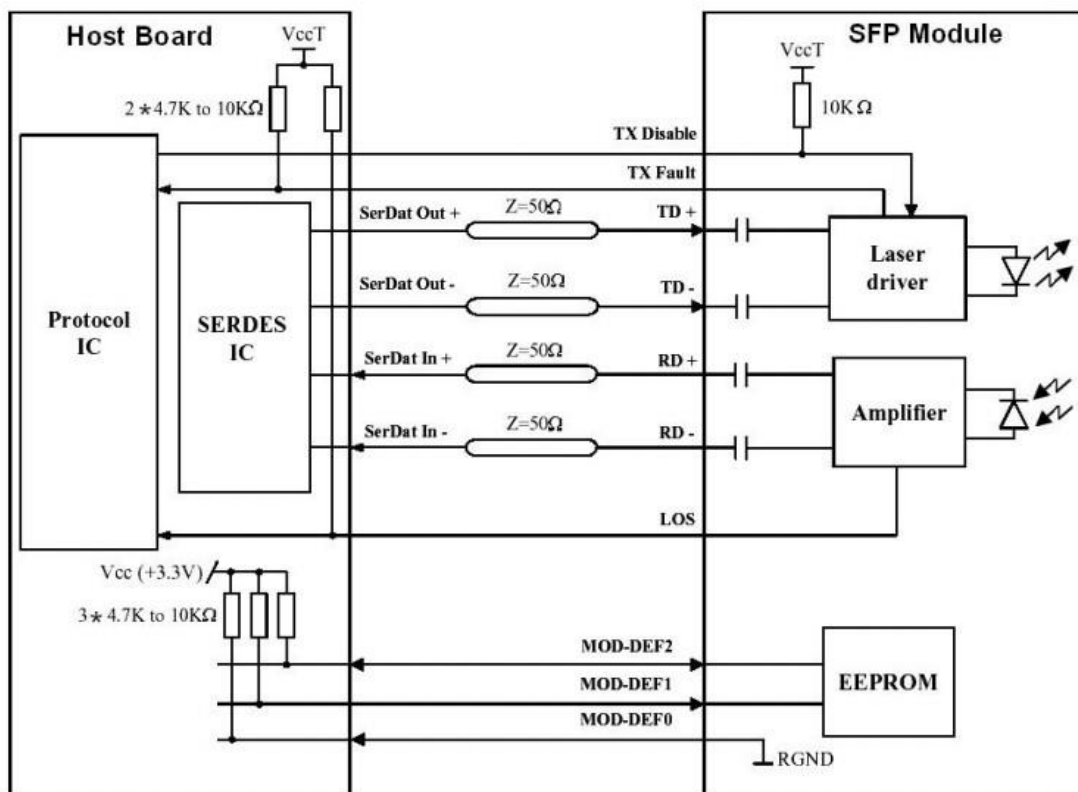 Host Board
SFP Module
VccT
VccT
2*4.7K to 10KΩ
10KΩ
TX Disable
TX Fault
SerDat Out +
Z=50Ω
TD +
Laser
driver
SerDat Out -
Z=50Ω
TD -
Protocol
IC
SERDES
IC
SerDat In +
Z=50Ω
RD +
Amplifier
SerDat In -
Z=50Ω
RD -
LOS
Vcc (+3.3V)
3*4.7K to 10KΩ
MOD-DEF2
MOD-DEF1
MOD-DEF0
EEPROM
RGND